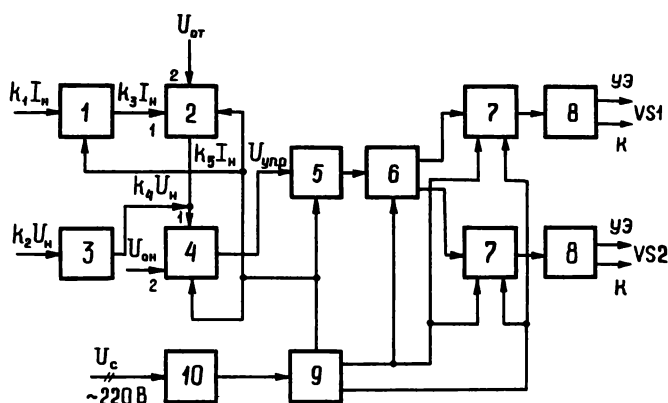 Uот
2
k₁Iн
1
k₃Iн
1
2
k₅Iн
Uупр
5
6
7
8
УЭ
VS1
К
k₄Uн
1
k₂Uн
3
Uон
2
4
7
8
УЭ
VS2
К
Uс
~220В
10
9